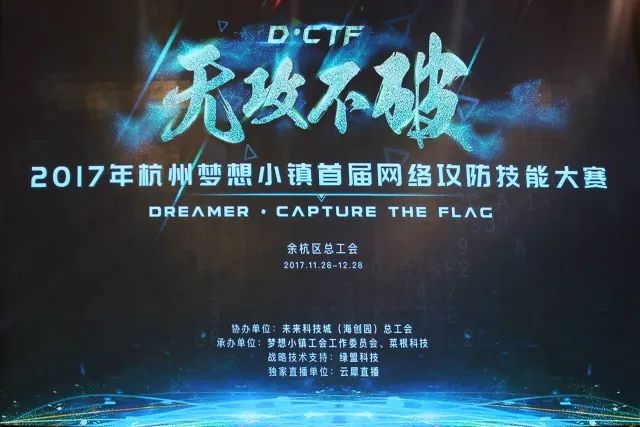 D·CTF
无攻不破
2017年杭州梦想小镇首届网络攻防技能大赛
DREAMER · CAPTURE THE FLAG
余杭区总工会
2017.11.28-12.28
协办单位：未来科技城（海创园）总工会
承办单位：梦想小镇工会工作委员会、菜根科技
战略技术支持：绿盟科技
独家直播单位：云犀直播